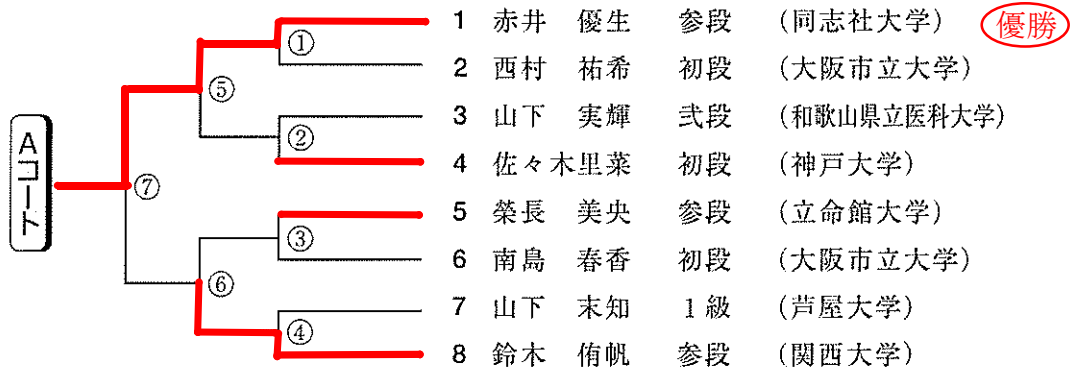 1 赤井 優生 参段 (同志社大学) 優勝
2 西村 祐希 初段 (大阪市立大学)
3 山下 実輝 弐段 (和歌山県立医科大学)
4 佐々木里菜 初段 (神戸大学)
5 榮長 美央 参段 (立命館大学)
6 南島 春香 初段 (大阪市立大学)
7 山下 末知 1級 (芦屋大学)
8 鈴木 侑帆 参段 (関西大学)
Aコート
①
②
③
④
⑤
⑥
⑦